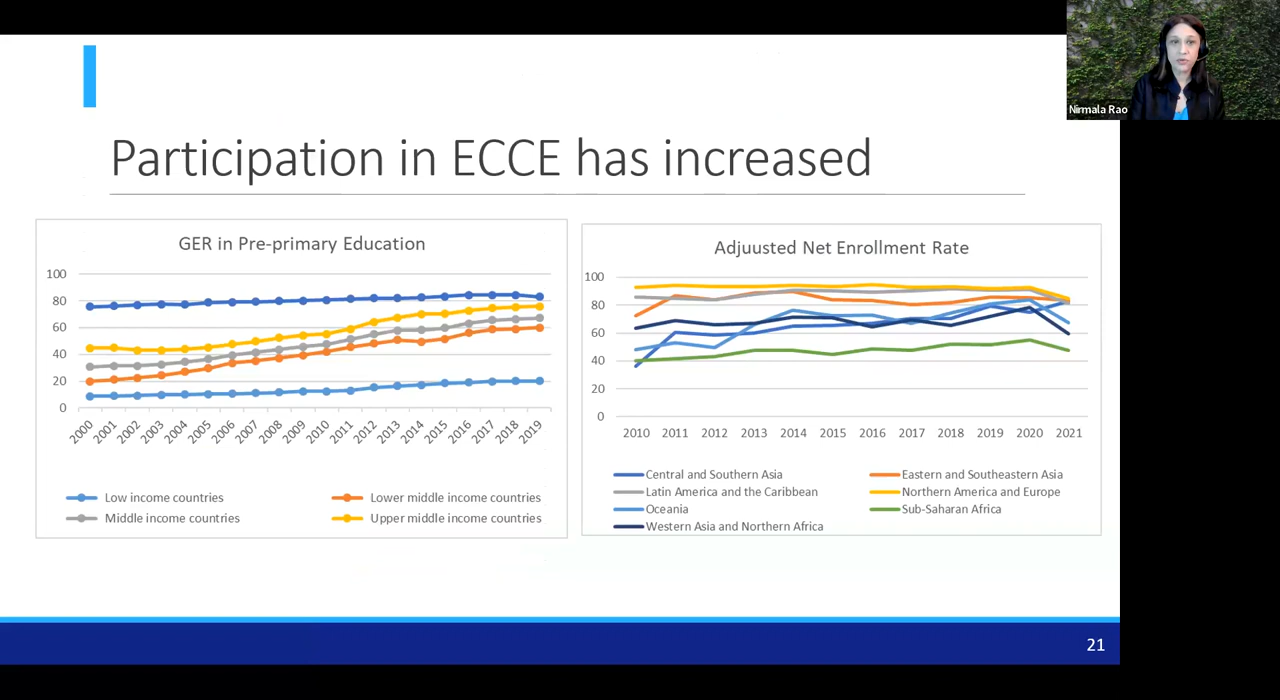 Nirmala Rao
Participation in ECCE has increased
GER in Pre-primary Education
100
80
60
40
20
0
2000 2001 2002 2003 2004 2005 2006 2007 2008 2009 2010 2011 2012 2013 2014 2015 2016 2017 2018 2019
Low income countries Lower middle income countries
Middle income countries Upper middle income countries
Adjuusted Net Enrollment Rate
100
80
60
40
20
0
2010 2011 2012 2013 2014 2015 2016 2017 2018 2019 2020 2021
Central and Southern Asia Eastern and Southeastern Asia
Latin America and the Caribbean Northern America and Europe
Oceania Sub-Saharan Africa
Western Asia and Northern Africa
21